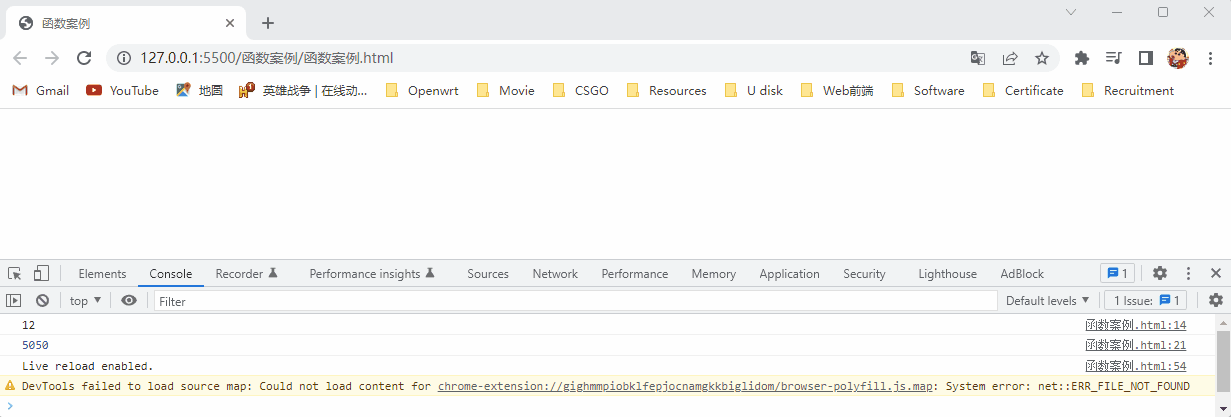 函数案例
127.0.0.1:5500/函数案例/函数案例.html
Gmail YouTube 地圖 英雄战争 | 在线动... Openwrt Movie CSGO Resources U disk Web前端 Software Certificate Recruitment
Elements Console Recorder Performance insights Sources Network Performance Memory Application Security Lighthouse AdBlock 1
top Filter Default levels 1 Issue: 1
12 函数案例.html:14
5050 函数案例.html:21
Live reload enabled. 函数案例.html:54
DevTools failed to load source map: Could not load content for chrome-extension://gighmmpiobklfepjocnamgkkbiglidom/browser-polyfill.js.map: System error: net::ERR_FILE_NOT_FOUND